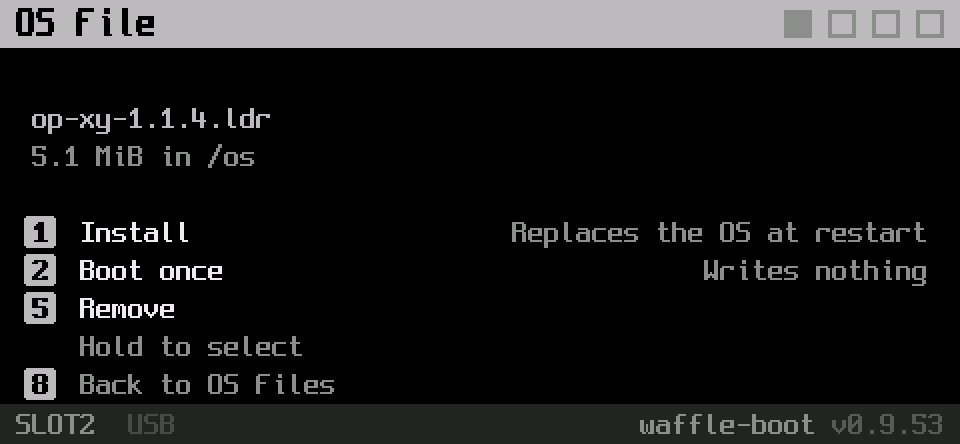 OS File
op-xy-1.1.4.ldr
5.1 MiB in /os
1 Install Replaces the OS at restart
2 Boot once Writes nothing
5 Remove
Hold to select
8 Back to OS Files
SLOT2 USB waffle-boot v0.9.53